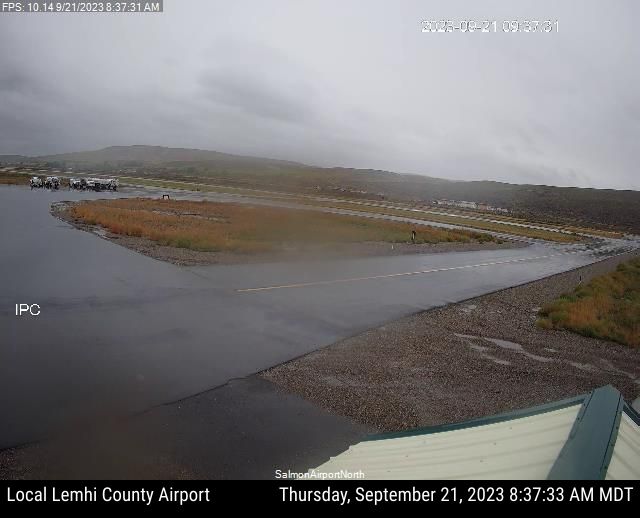 FPS: 10.14 9/21/2023 8:37:31 AM
2023-09-21 09:37:31
IPC
SalmonAirportNorth
Local Lemhi County Airport Thursday, September 21, 2023 8:37:33 AM MDT